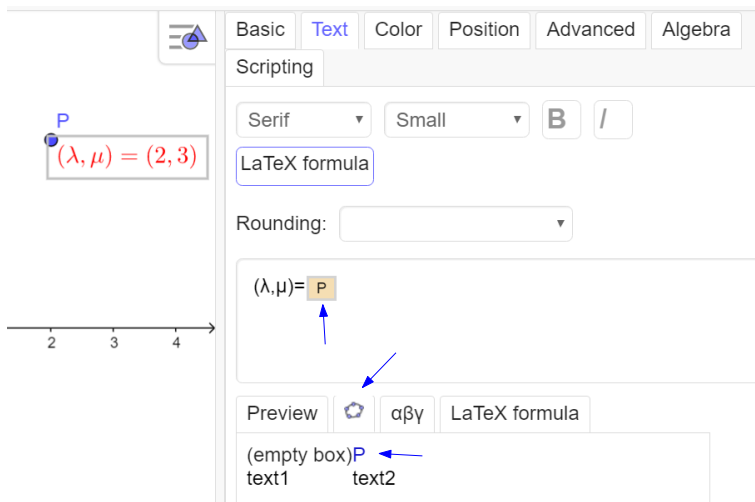 Basic Text Color Position Advanced Algebra
Scripting
P
Serif Small B I
(λ, μ) = (2, 3)
LaTeX formula
Rounding:
(λ,μ)= P
2 3 4
Preview αβγ LaTeX formula
(empty box)P
text1 text2